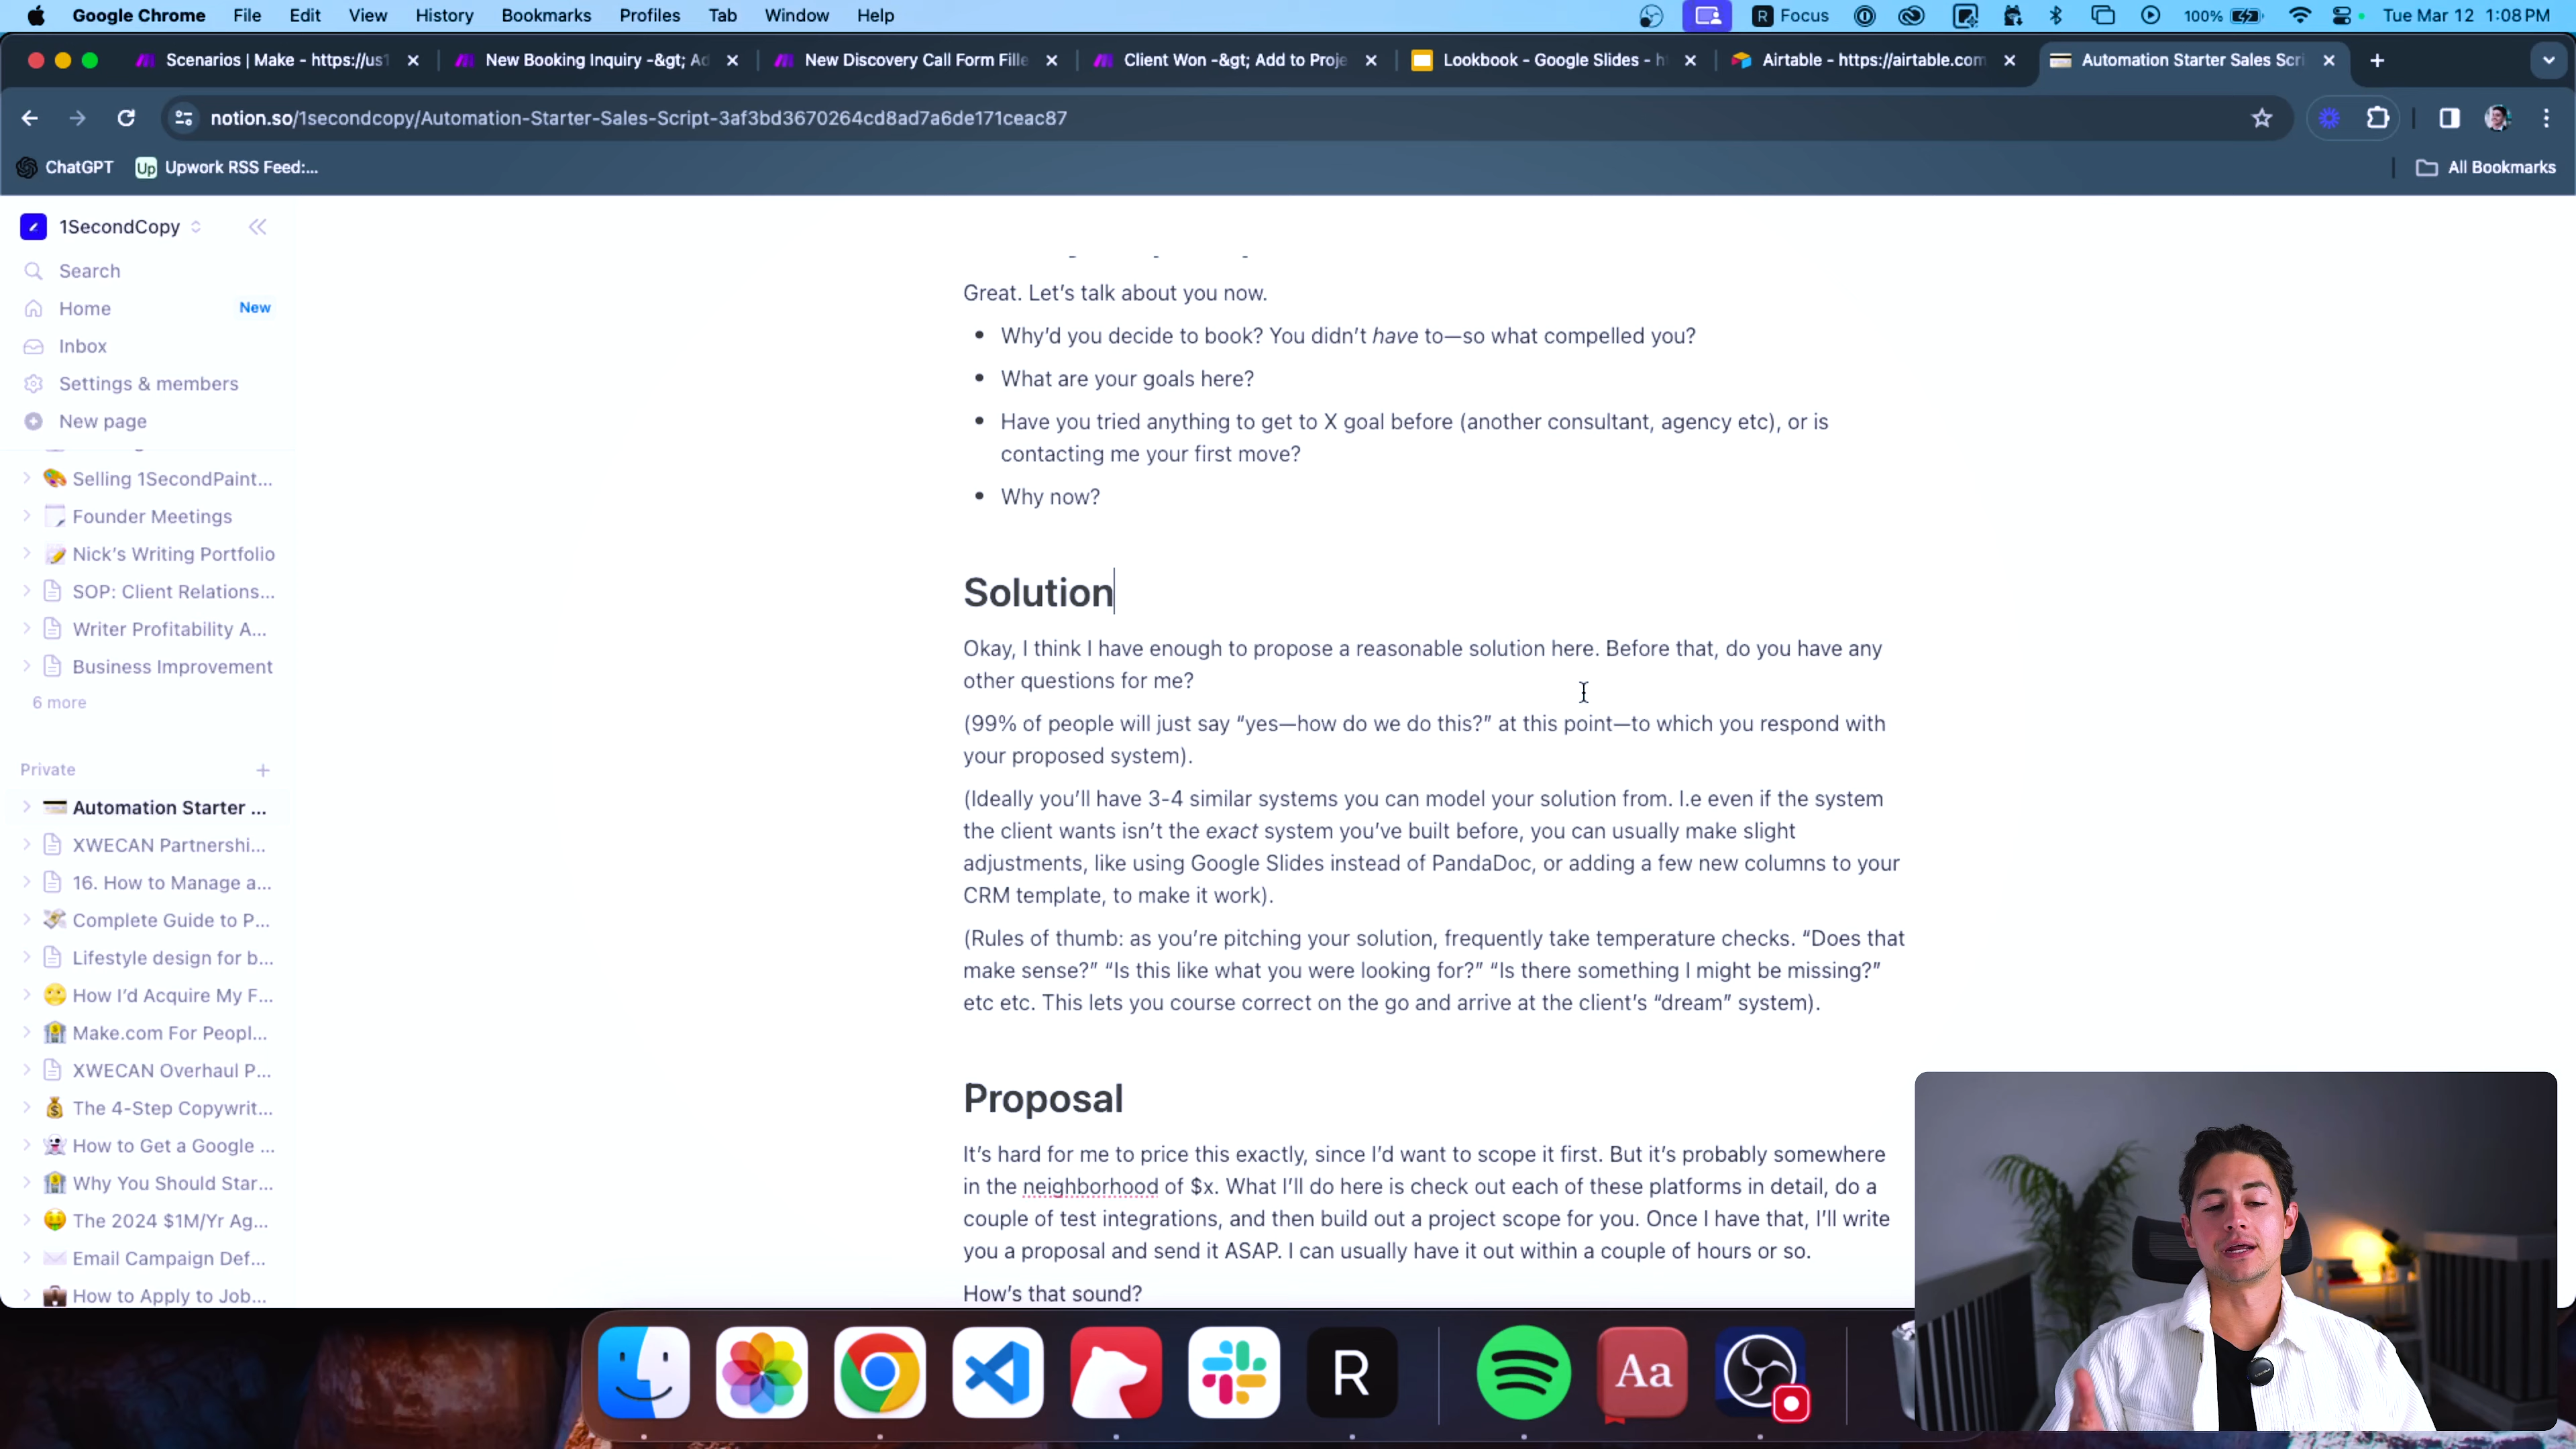 Google Chrome File Edit View History Bookmarks Profiles Tab Window Help
R Focus 100% Tue Mar 12 1:08 PM
Scenarios | Make - https://us1
New Booking Inquiry -&gt; Ad
New Discovery Call Form Fille
Client Won -&gt; Add to Proje
Lookbook - Google Slides - h
Airtable - https://airtable.com
Automation Starter Sales Scri
notion.so/1secondcopy/Automation-Starter-Sales-Script-3af3bd3670264cd8ad7a6de171ceac87
ChatGPT
Up Upwork RSS Feed:...
All Bookmarks
1SecondCopy
Search
Home New
Inbox
Settings & members
New page
Selling 1SecondPaint...
Founder Meetings
Nick's Writing Portfolio
SOP: Client Relations...
Writer Profitability A...
Business Improvement
6 more
Private
Automation Starter ...
XWECAN Partnershi...
16. How to Manage a...
Complete Guide to P...
Lifestyle design for b...
How I'd Acquire My F...
Make.com For Peopl...
XWECAN Overhaul P...
The 4-Step Copywrit...
How to Get a Google ...
Why You Should Star...
The 2024 $1M/Yr Ag...
Email Campaign Def...
How to Apply to Job...
Great. Let's talk about you now.
• Why'd you decide to book? You didn't have to—so what compelled you?
• What are your goals here?
• Have you tried anything to get to X goal before (another consultant, agency etc), or is
contacting me your first move?
• Why now?
Solution
Okay, I think I have enough to propose a reasonable solution here. Before that, do you have any
other questions for me?
(99% of people will just say “yes—how do we do this?” at this point—to which you respond with
your proposed system).
(Ideally you'll have 3-4 similar systems you can model your solution from. I.e even if the system
the client wants isn't the exact system you've built before, you can usually make slight
adjustments, like using Google Slides instead of PandaDoc, or adding a few new columns to your
CRM template, to make it work).
(Rules of thumb: as you're pitching your solution, frequently take temperature checks. “Does that
make sense?” “Is this like what you were looking for?” “Is there something I might be missing?”
etc etc. This lets you course correct on the go and arrive at the client's “dream” system).
Proposal
It's hard for me to price this exactly, since I'd want to scope it first. But it's probably somewhere
in the neighborhood of $x. What I'll do here is check out each of these platforms in detail, do a
couple of test integrations, and then build out a project scope for you. Once I have that, I'll write
you a proposal and send it ASAP. I can usually have it out within a couple of hours or so.
How's that sound?
R
Aa